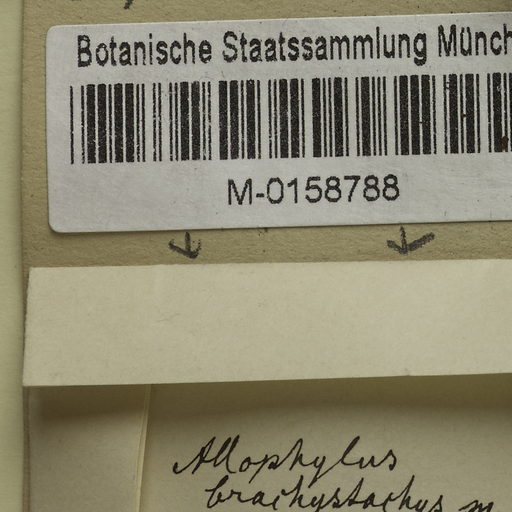 Botanische Staatssammlung Münch
M-0158788
Allophylus
brachystachys m